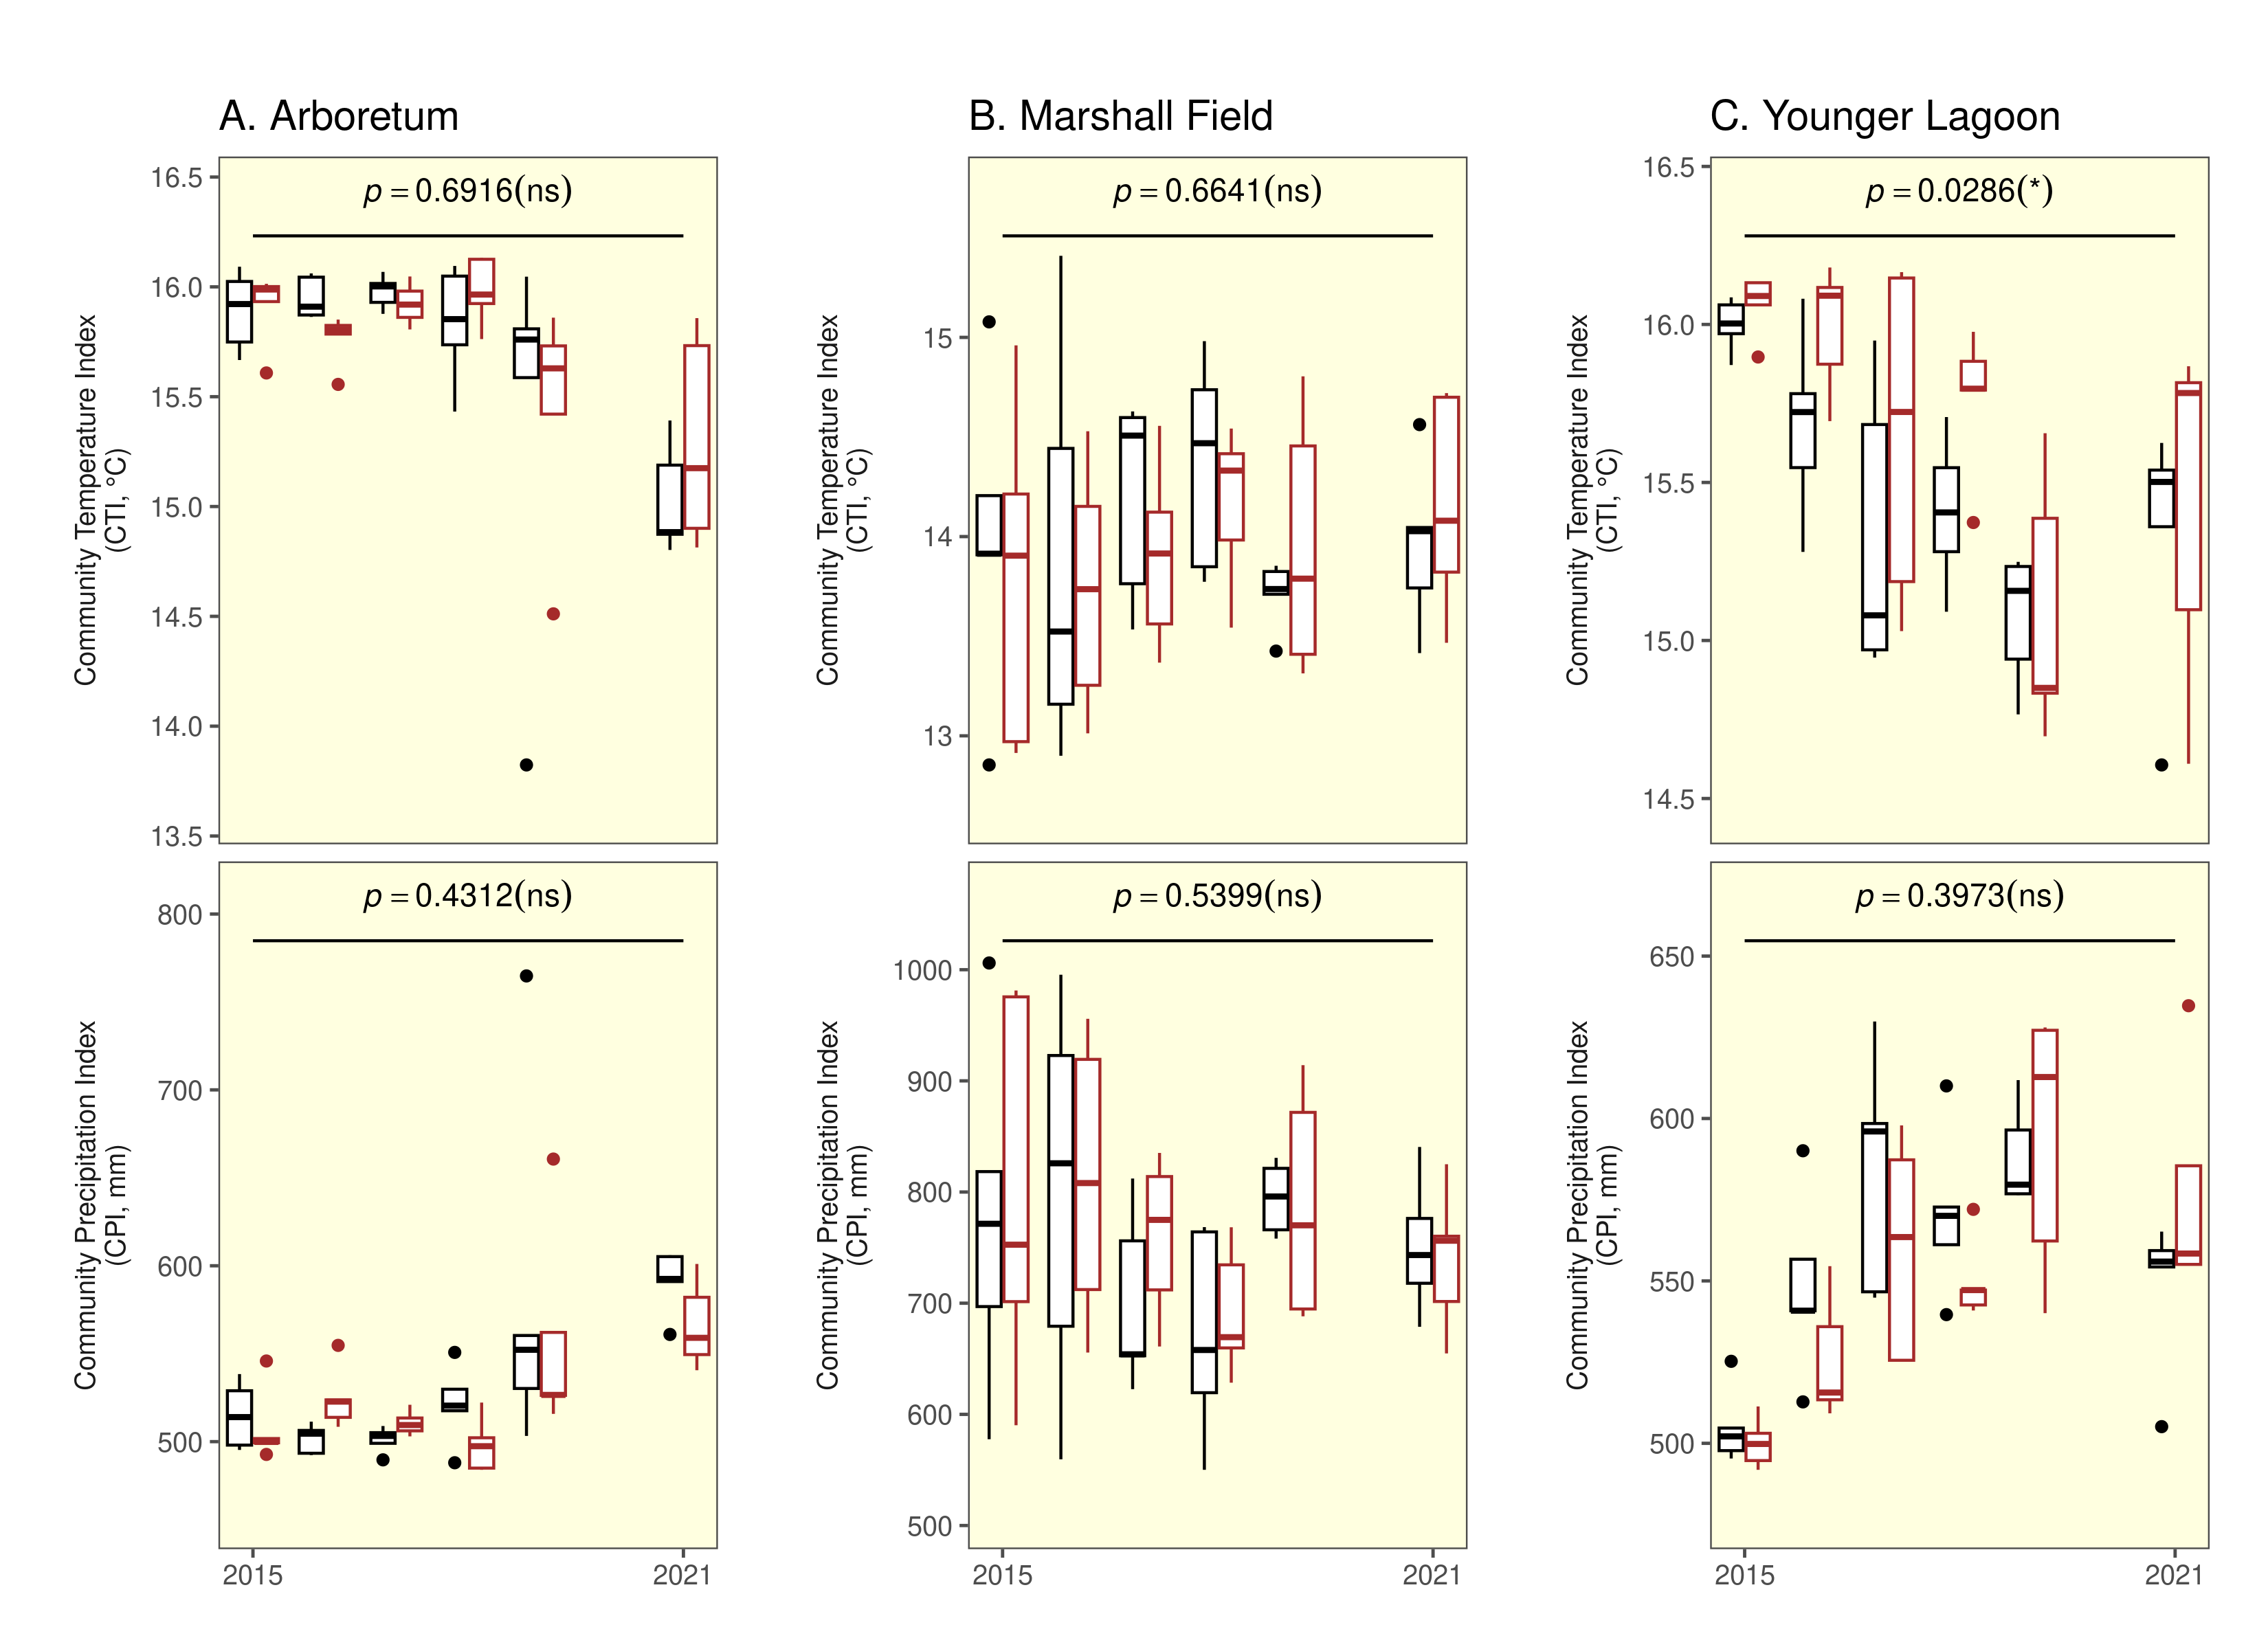 A. Arboretum
B. Marshall Field
C. Younger Lagoon
Community Temperature Index
(CTI, °C)
16.5
16.0
15.5
15.0
14.5
14.0
13.5
p = 0.6916(ns)
Community Temperature Index
(CTI, °C)
15
14
13
p = 0.6641(ns)
Community Temperature Index
(CTI, °C)
16.5
16.0
15.5
15.0
14.5
p = 0.0286(*)
Community Precipitation Index
(CPI, mm)
800
700
600
500
p = 0.4312(ns)
2015
2021
Community Precipitation Index
(CPI, mm)
1000
900
800
700
600
500
p = 0.5399(ns)
2015
2021
Community Precipitation Index
(CPI, mm)
650
600
550
500
p = 0.3973(ns)
2015
2021